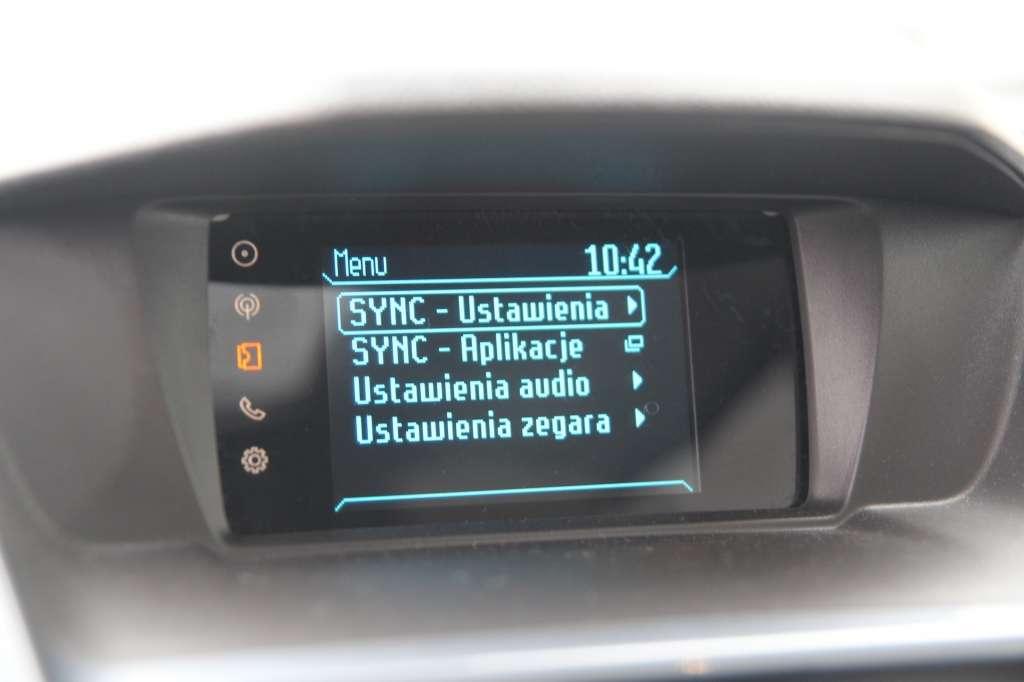 Menu 10:42
SYNC - Ustawienia
SYNC - Aplikacje
Ustawienia audio
Ustawienia zegara